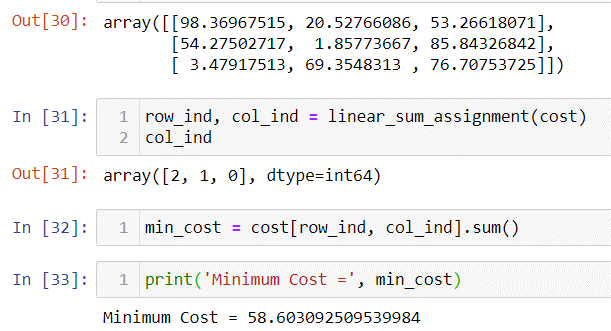 Out[30]: array([[98.36967515, 20.52766086, 53.26618071],
[54.27502717, 1.85773667, 85.84326842],
[ 3.47917513, 69.3548313 , 76.70753725]])
In [31]: 1 row_ind, col_ind = linear_sum_assignment(cost)
2 col_ind
Out[31]: array([2, 1, 0], dtype=int64)
In [32]: 1 min_cost = cost[row_ind, col_ind].sum()
In [33]: 1 print('Minimum Cost =', min_cost)
Minimum Cost = 58.603092509539984